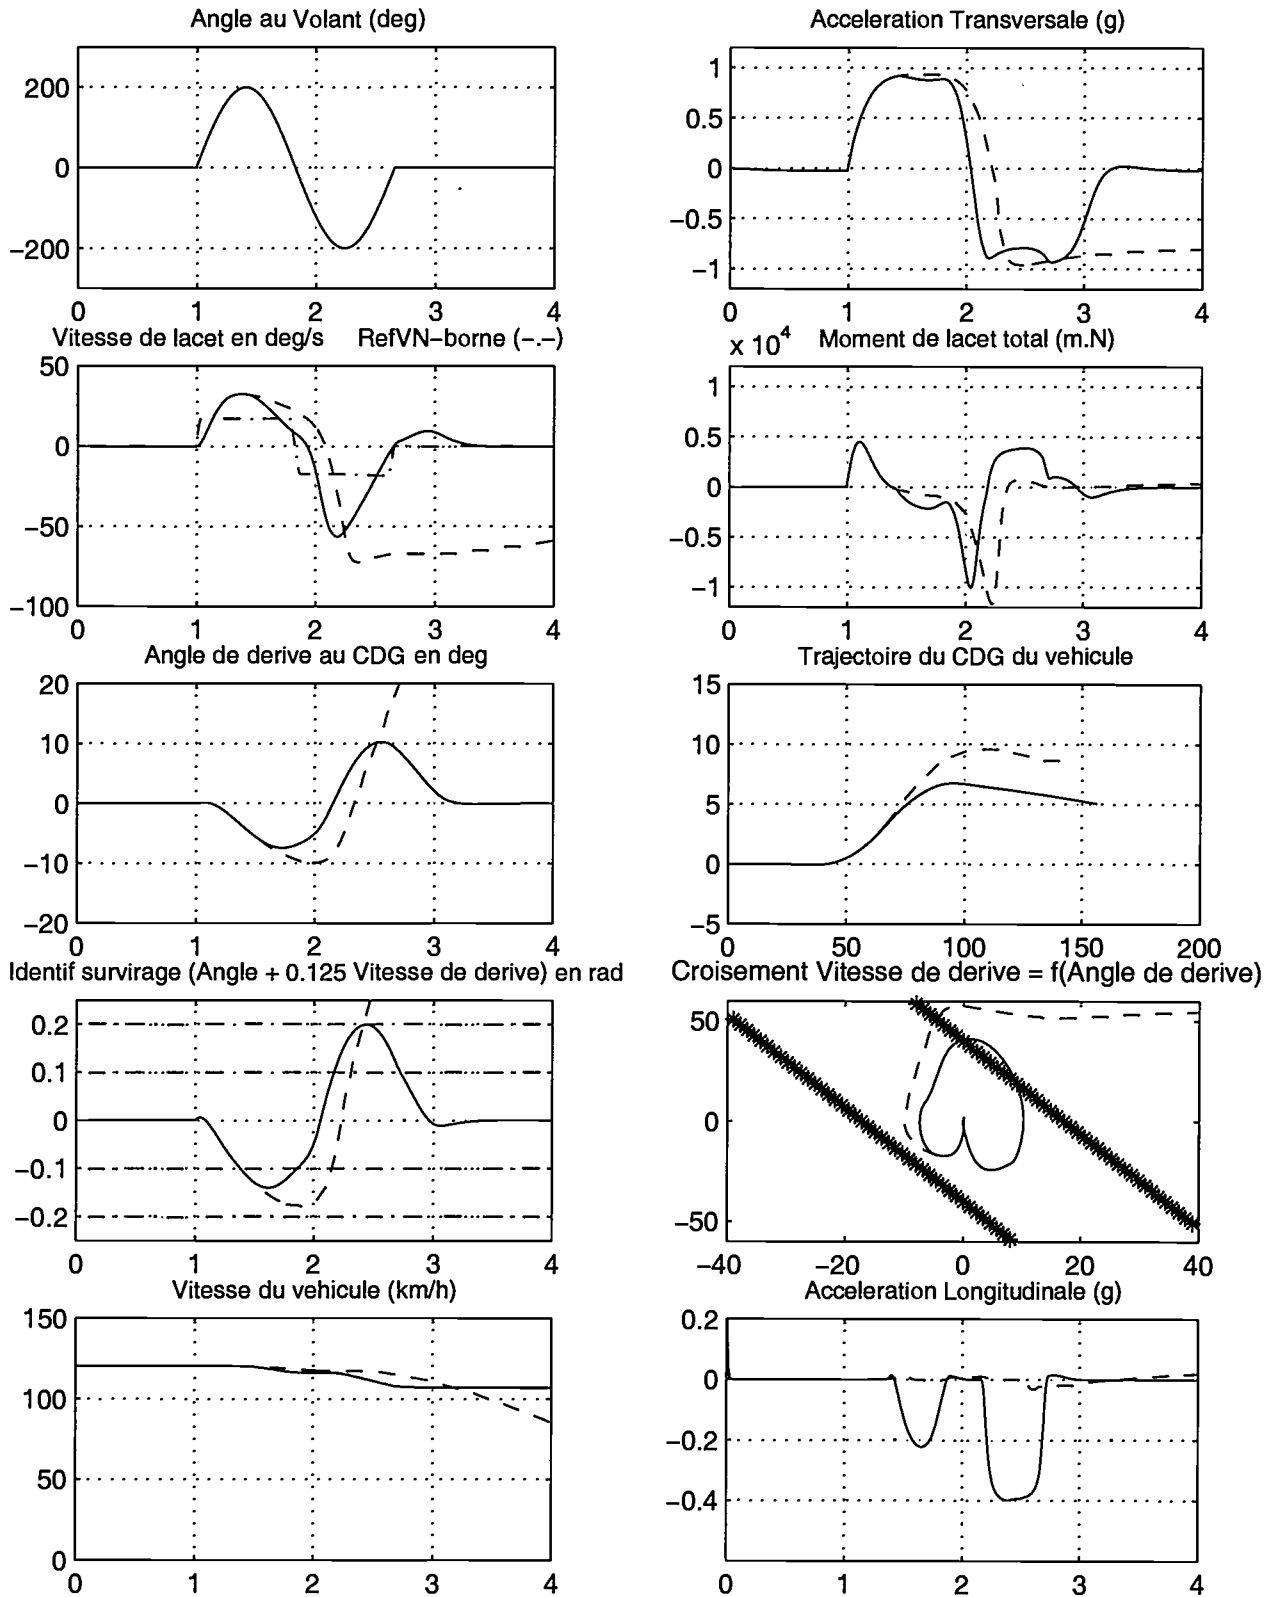 Angle au Volant (deg)
200
0
−200
0 1 2 3 4
Acceleration Transversale (g)
1
0.5
0
−0.5
−1
0 1 2 3 4
Vitesse de lacet en deg/s RefVN−borne (−.−)
50
0
−50
−100
0 1 2 3 4
x 10^4 Moment de lacet total (m.N)
1
0.5
0
−0.5
−1
0 1 2 3 4
Angle de derive au CDG en deg
20
10
0
−10
−20
0 1 2 3 4
Trajectoire du CDG du vehicule
15
10
5
0
−5
0 50 100 150 200
Identif survirage (Angle + 0.125 Vitesse de derive) en rad
0.2
0.1
0
−0.1
−0.2
0 1 2 3 4
Croisement Vitesse de derive = f(Angle de derive)
50
0
−50
−40 −20 0 20 40
Vitesse du vehicule (km/h)
150
100
50
0
0 1 2 3 4
Acceleration Longitudinale (g)
0.2
0
−0.2
−0.4
0 1 2 3 4